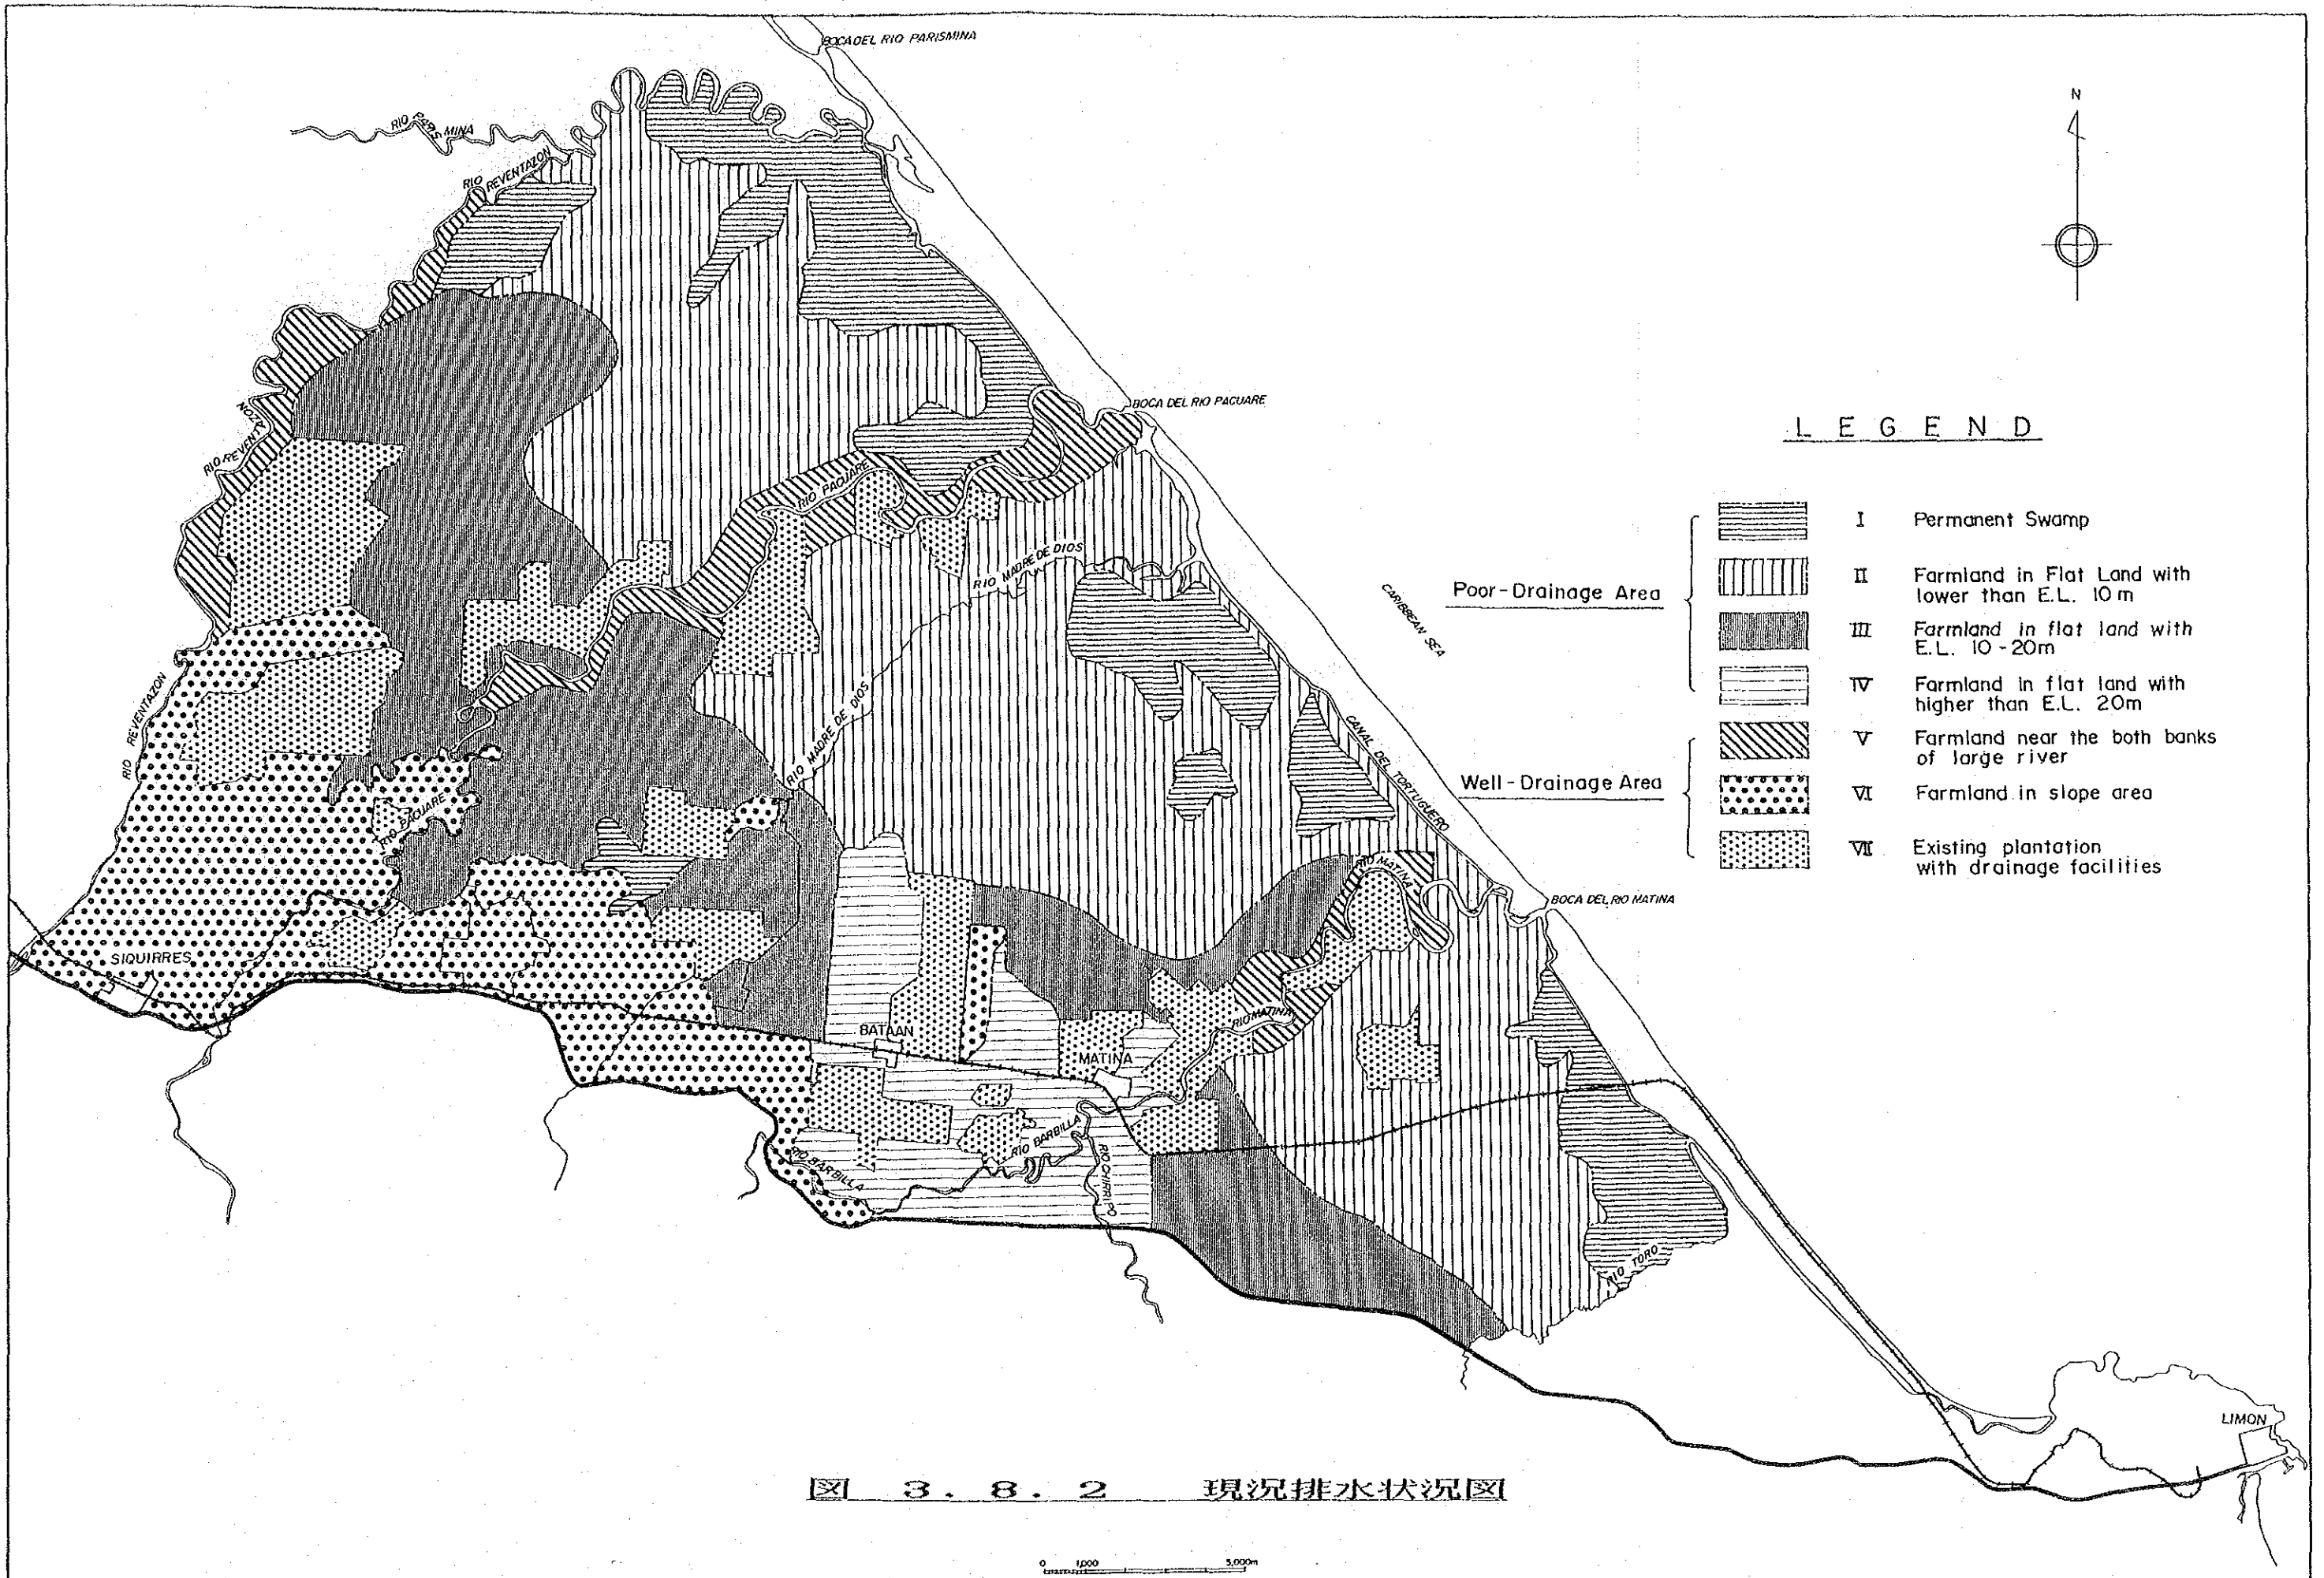 BOCA DEL RIO PARISMINA
RIO PARISMINA
RIO REVENTAZON
N
BOCA DEL RIO PACUARE
RIO REVENTAZON
RIO PACUARE
RIO MADRE DE DIOS
CARIBBEAN SEA
RIO REVENTAZON
RIO MADRE DE DIOS
RIO MADRE DE DIOS
CANAL DEL TORTUGUERO
RIO PACUARE
RIO MATINA
BOCA DEL RIO MATINA
SIQUIRRES
RIO MATINA
BATAAN
MATINA
RIO BARBILLA
RIO BARBILLA
RIO CHIRRIPO
RIO TORO
LIMON
LEGEND
Poor-Drainage Area
I Permanent Swamp
II Farmland in Flat Land with
lower than E.L. 10 m
III Farmland in flat land with
E.L. 10-20m
IV Farmland in flat land with
higher than E.L. 20m
Well-Drainage Area
V Farmland near the both banks
of large river
VI Farmland in slope area
VII Existing plantation
with drainage facilities
図 3.8.2 現況排水状況図
0 1,000 5,000m